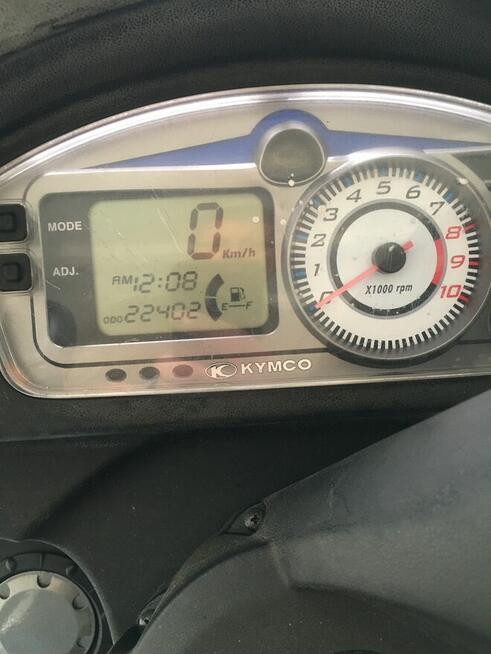 MODE
ADJ.
0
Km/h
AM 12:08
ODO 22402
E F
0 1 2 3 4 5 6 7 8 9 10
X1000 rpm
KYMCO